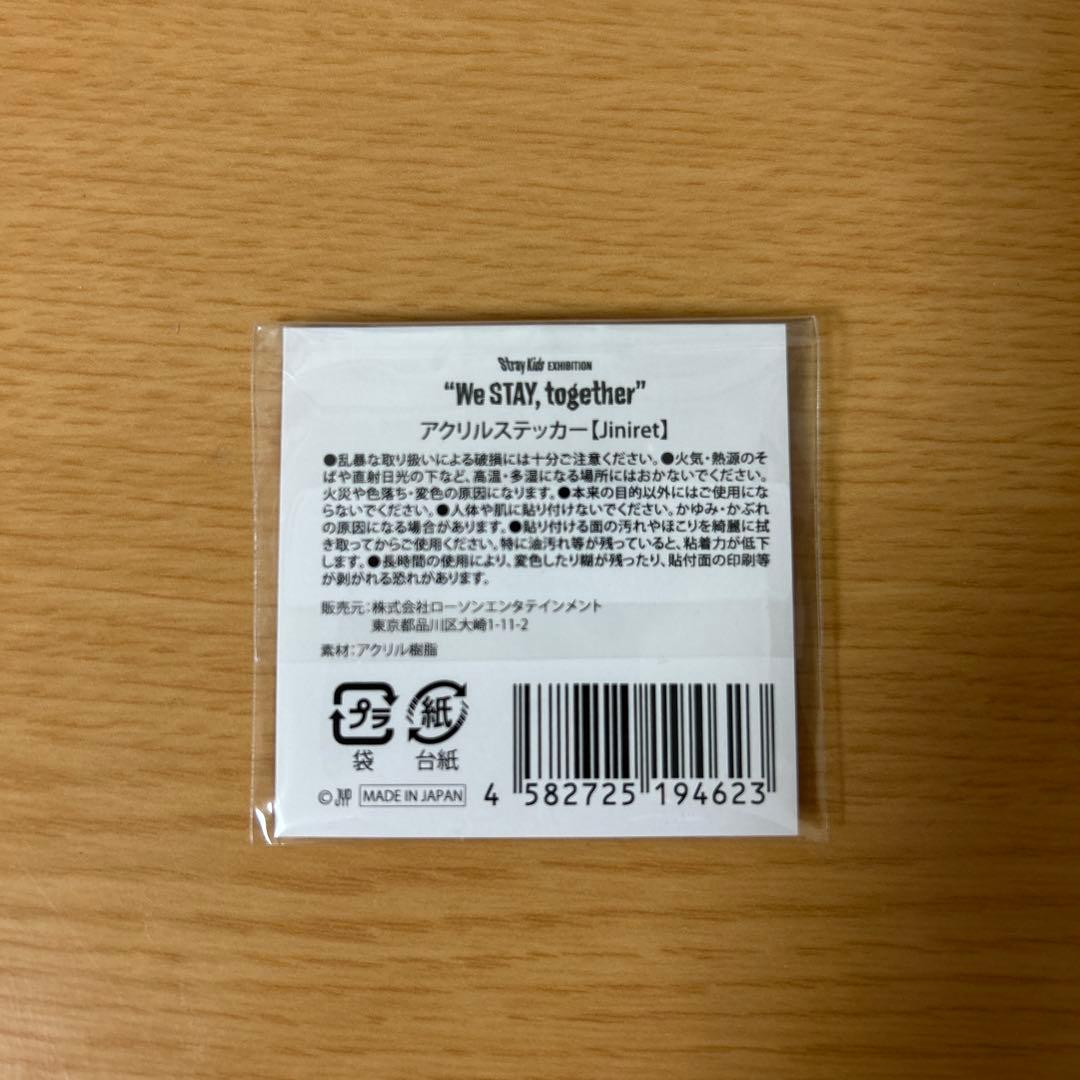 Stray Kids EXHIBITION
“We STAY, together”
アクリルステッカー【Jiniret】
●乱暴な取り扱いによる破損には十分ご注意ください。●火気・熱源のそ
ばや直射日光の下など、高温・多湿になる場所にはおかないでください。
火災や色落ち・変色の原因になります。●本来の目的以外にはご使用にな
らないでください。●人体や肌に貼り付けないでください。かゆみ・かぶれ
の原因になる場合があります。●貼り付ける面の汚れやほこりを綺麗に拭
き取ってからご使用ください。特に油汚れ等が残っていると、粘着力が低下
します。●長時間の使用により、変色したり糊が残ったり、貼付面の印刷等
が剥がれる恐れがあります。
販売元：株式会社ローソンエンタテインメント
東京都品川区大崎1-11-2
素材：アクリル樹脂
プラ 紙
袋 台紙
© JYP MADE IN JAPAN 4 582725 194623